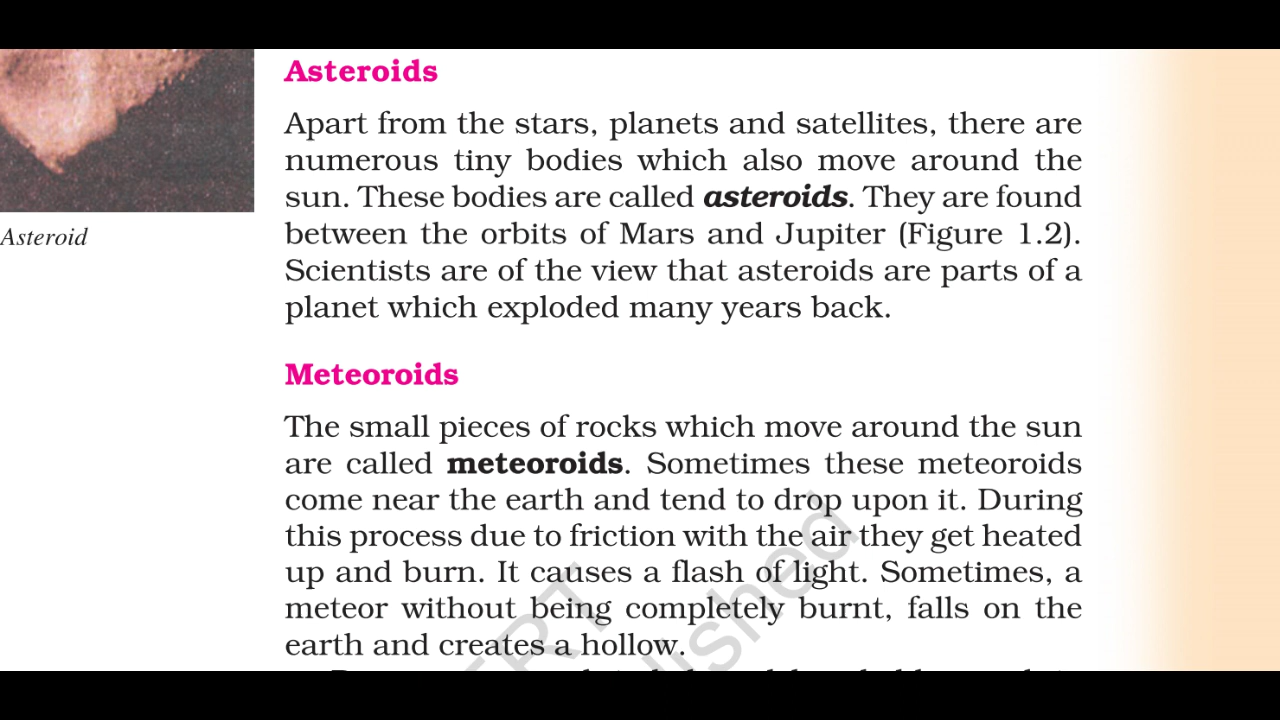 Asteroids
Apart from the stars, planets and satellites, there are
numerous tiny bodies which also move around the
sun. These bodies are called asteroids. They are found
between the orbits of Mars and Jupiter (Figure 1.2).
Scientists are of the view that asteroids are parts of a
planet which exploded many years back.
Asteroid
Meteoroids
The small pieces of rocks which move around the sun
are called meteoroids. Sometimes these meteoroids
come near the earth and tend to drop upon it. During
this process due to friction with the air they get heated
up and burn. It causes a flash of light. Sometimes, a
meteor without being completely burnt, falls on the
earth and creates a hollow.